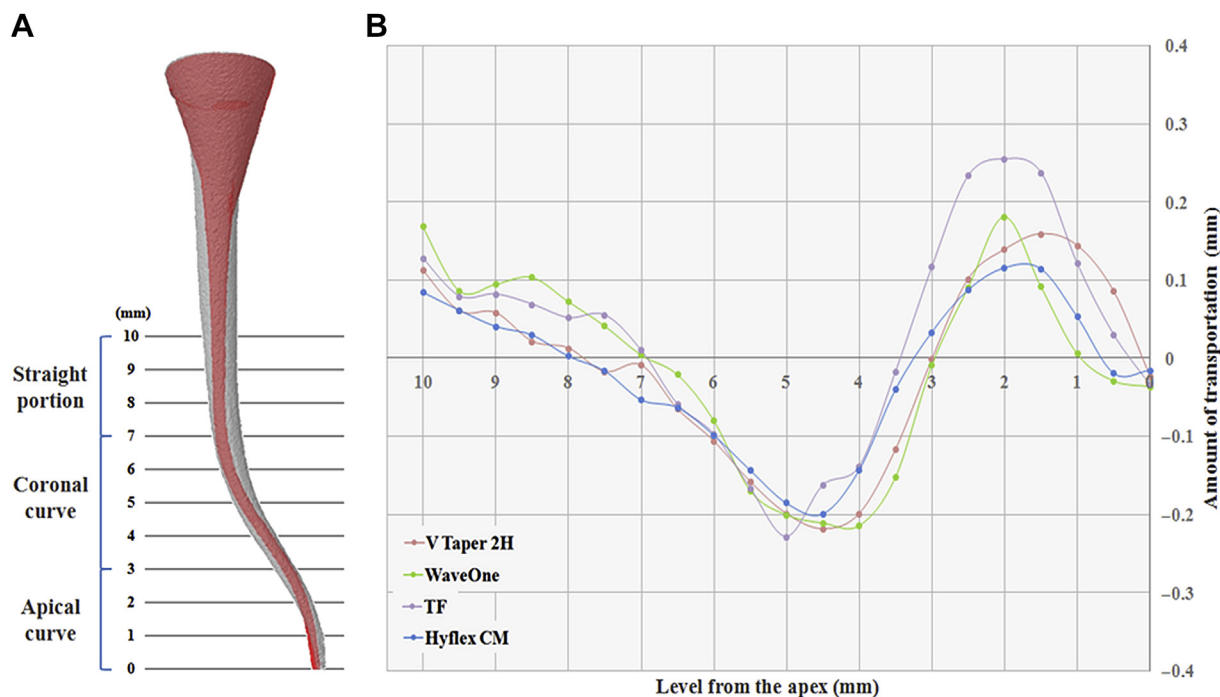 A
(mm)
10
9
8
7
6
5
4
3
2
1
0
Straight
portion
Coronal
curve
Apical
curve
B
0.4
0.3
0.2
0.1
0
−0.1
−0.2
−0.3
−0.4
Amount of transportation (mm)
10 9 8 7 6 5 4 3 2 1 0
V Taper 2H
WaveOne
TF
Hyflex CM
Level from the apex (mm)